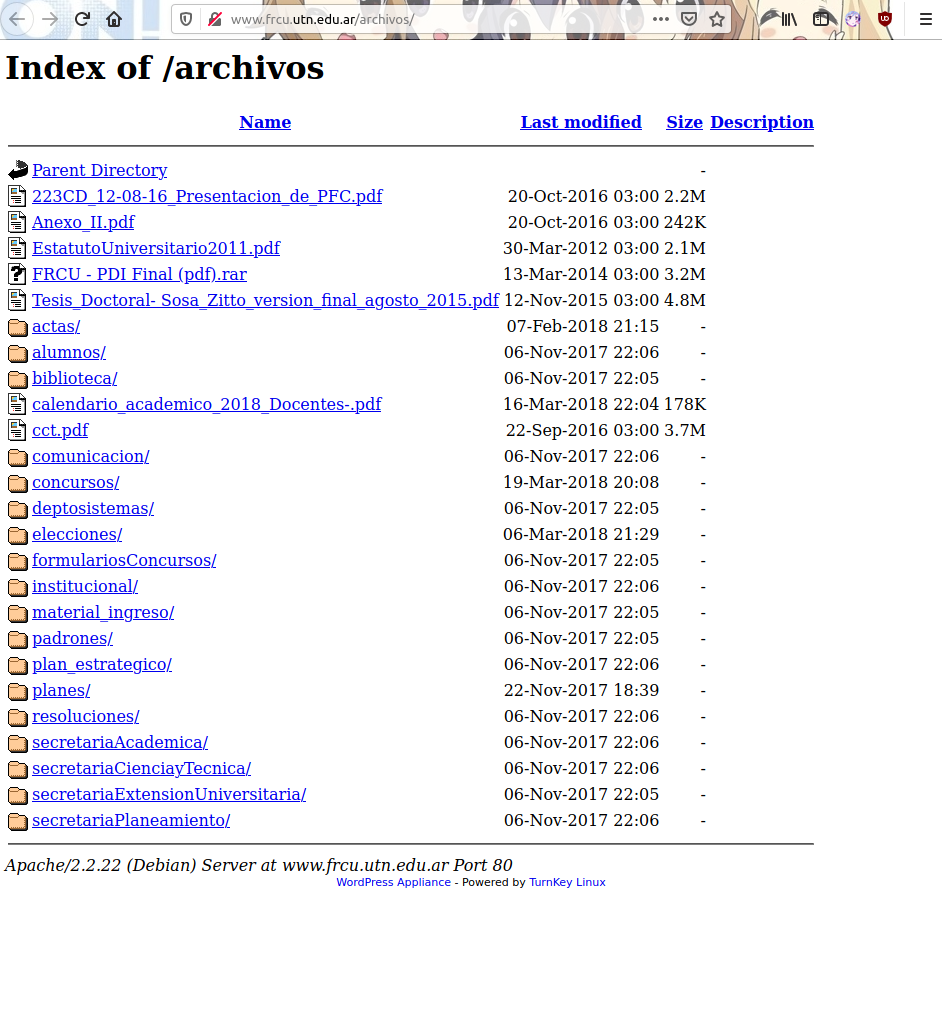 www.frcu.utn.edu.ar/archivos/
Index of /archivos
Name Last modified Size Description
Parent Directory -
223CD_12-08-16_Presentacion_de_PFC.pdf 20-Oct-2016 03:00 2.2M
Anexo_II.pdf 20-Oct-2016 03:00 242K
EstatutoUniversitario2011.pdf 30-Mar-2012 03:00 2.1M
FRCU - PDI Final (pdf).rar 13-Mar-2014 03:00 3.2M
Tesis_Doctoral- Sosa_Zitto_version_final_agosto_2015.pdf 12-Nov-2015 03:00 4.8M
actas/ 07-Feb-2018 21:15 -
alumnos/ 06-Nov-2017 22:06 -
biblioteca/ 06-Nov-2017 22:05 -
calendario_academico_2018_Docentes-.pdf 16-Mar-2018 22:04 178K
cct.pdf 22-Sep-2016 03:00 3.7M
comunicacion/ 06-Nov-2017 22:06 -
concursos/ 19-Mar-2018 20:08 -
deptosistemas/ 06-Nov-2017 22:05 -
elecciones/ 06-Mar-2018 21:29 -
formulariosConcursos/ 06-Nov-2017 22:05 -
institucional/ 06-Nov-2017 22:06 -
material_ingreso/ 06-Nov-2017 22:05 -
padrones/ 06-Nov-2017 22:05 -
plan_estrategico/ 06-Nov-2017 22:06 -
planes/ 22-Nov-2017 18:39 -
resoluciones/ 06-Nov-2017 22:06 -
secretariaAcademica/ 06-Nov-2017 22:06 -
secretariaCienciayTecnica/ 06-Nov-2017 22:06 -
secretariaExtensionUniversitaria/ 06-Nov-2017 22:05 -
secretariaPlaneamiento/ 06-Nov-2017 22:06 -
Apache/2.2.22 (Debian) Server at www.frcu.utn.edu.ar Port 80
WordPress Appliance - Powered by TurnKey Linux